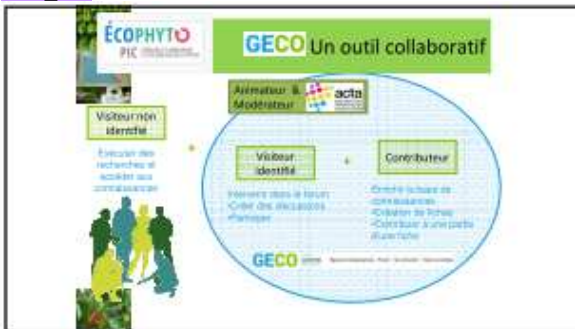 ÉCOPHYTO
PIC
GECO Un outil collaboratif
Animateur &
Modérateur
acta
Visiteur non
identifié
Exécuter des
recherches et
accéder aux
connaissances
Visiteur
identifié
Intervenir dans le forum
•Créer des discussions
•Participer
Contributeur
Enrichir la base de
connaissances
•Création de fiches
•Contribuer à une partie
d'une fiche
GECO